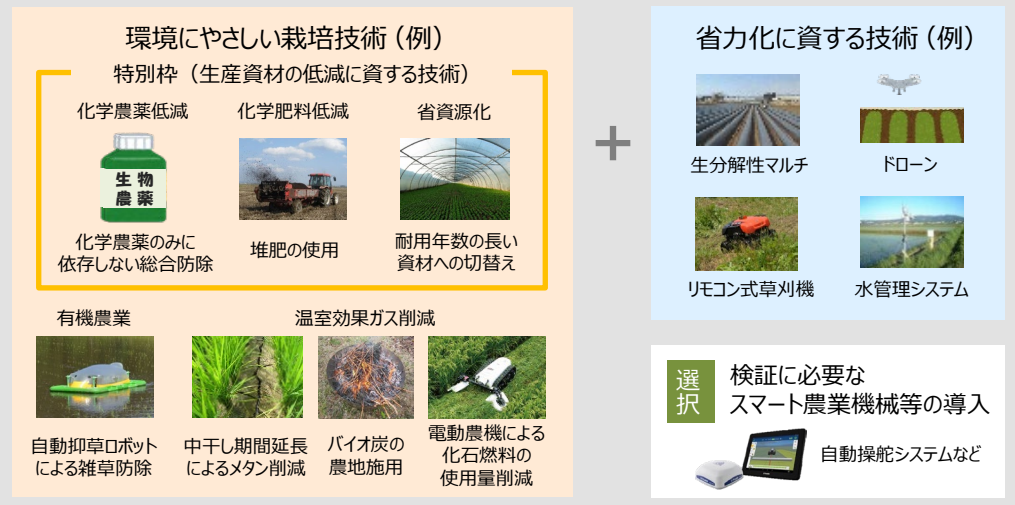 環境にやさしい栽培技術（例）
特別枠（生産資材の低減に資する技術）
化学農薬低減
生物
農薬
化学農薬のみに
依存しない総合防除
化学肥料低減
堆肥の使用
省資源化
耐用年数の長い
資材への切替え
有機農業
自動抑草ロボット
による雑草防除
温室効果ガス削減
中干し期間延長
によるメタン削減
バイオ炭の
農地施用
電動農機による
化石燃料の
使用量削減
+
省力化に資する技術（例）
生分解性マルチ
ドローン
リモコン式草刈機
水管理システム
選択
検証に必要な
スマート農業機械等の導入
自動操舵システムなど